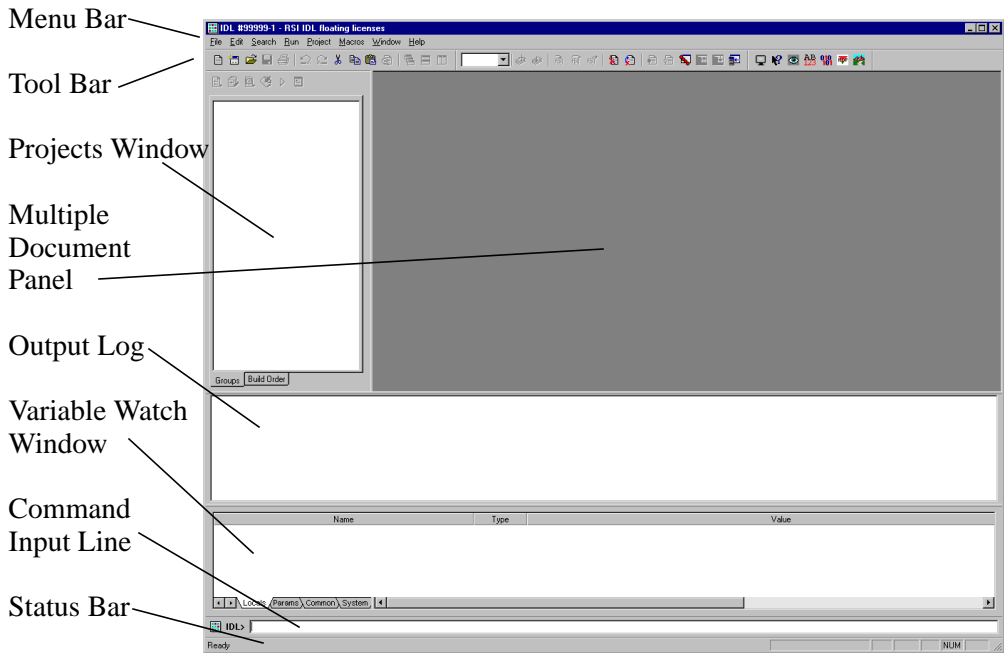 Menu Bar
IDL #99999-1 - RSI IDL floating licenses
File Edit Search Run Project Macros Window Help
Tool Bar
Projects Window
Multiple
Document
Panel
Groups Build Order
Output Log
Variable Watch
Window
Name Type Value
Locals Params Common System
Command
Input Line
IDL>
Status Bar
Ready NUM